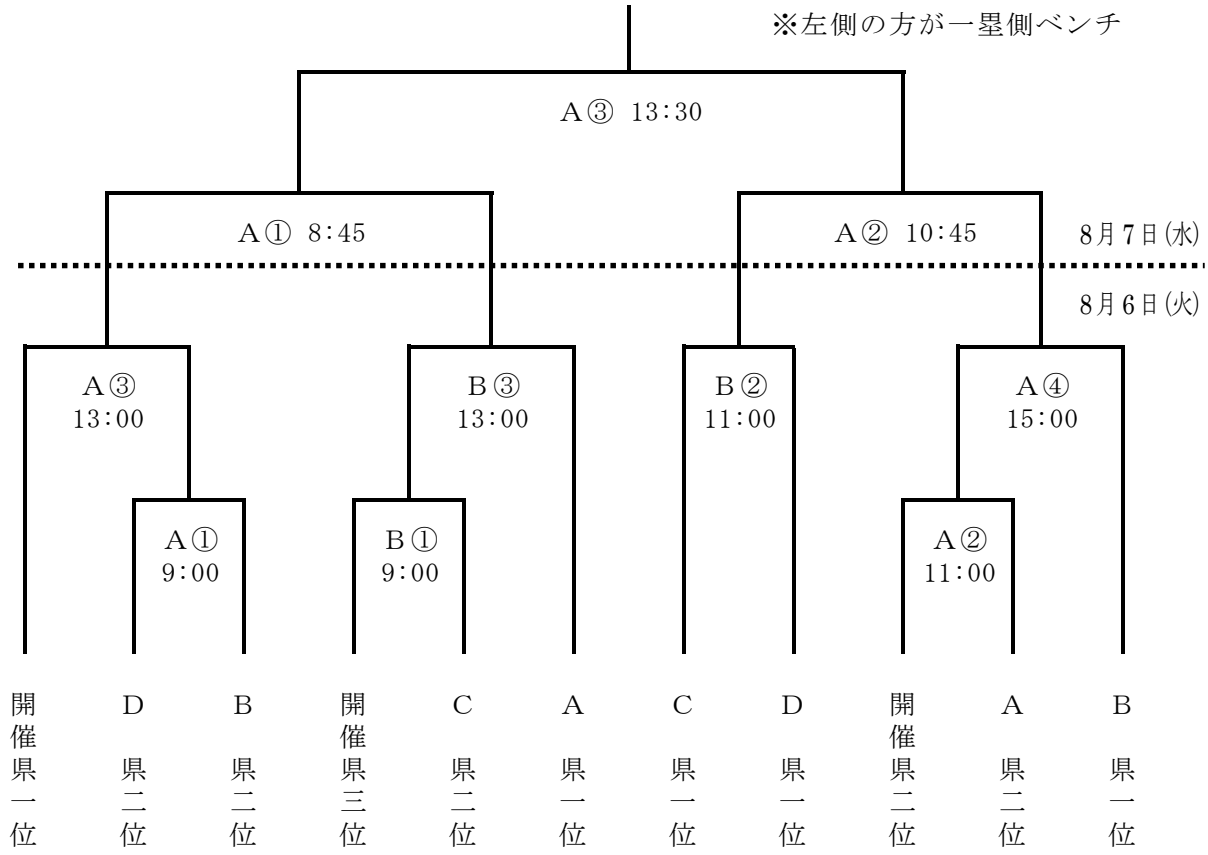 ※左側の方が一塁側ベンチ
A③ 13:30
A① 8:45
A② 10:45
8月7日(水)
8月6日(火)
A③
13:00
B③
13:00
B②
11:00
A④
15:00
A①
9:00
B①
9:00
A②
11:00
開催県一位
D県二位
B県二位
開催県三位
C県二位
A県一位
C県一位
D県一位
開催県二位
A県二位
B県一位